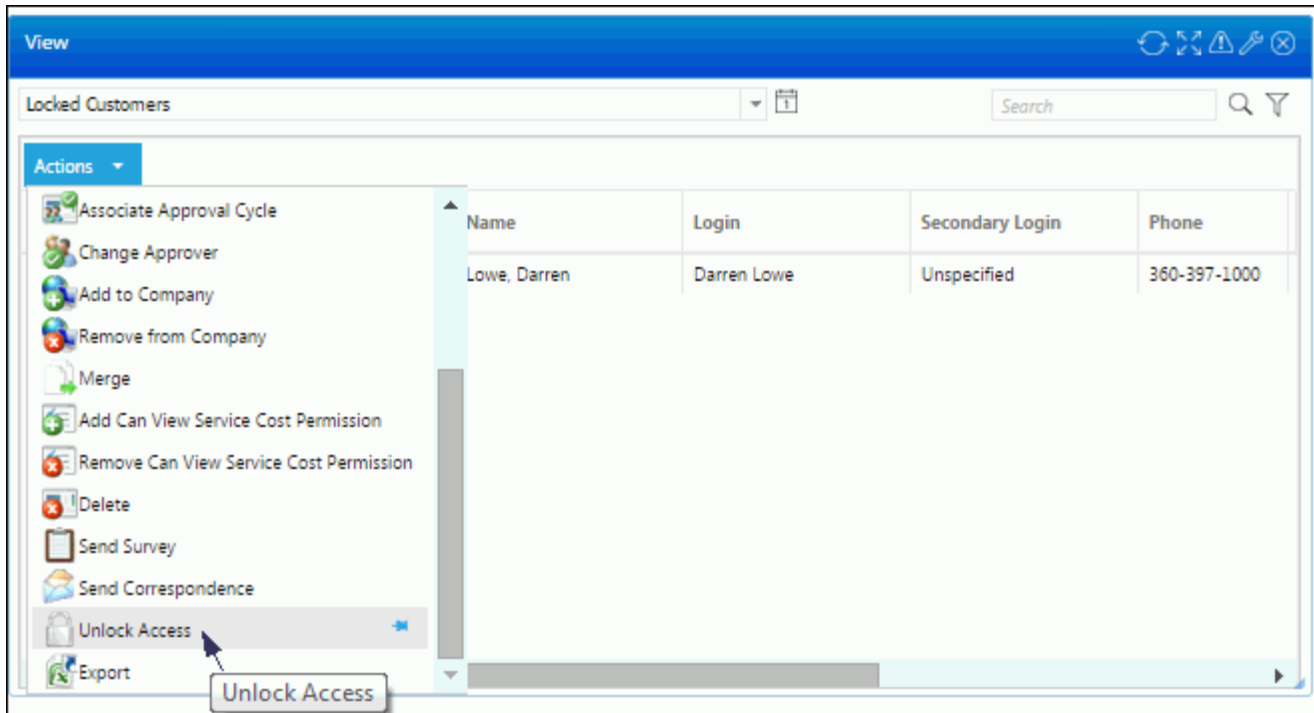 View
Locked Customers
1
Search
Actions
Name Login Secondary Login Phone
Lowe, Darren Darren Lowe Unspecified 360-397-1000
Associate Approval Cycle
Change Approver
Add to Company
Remove from Company
Merge
Add Can View Service Cost Permission
Remove Can View Service Cost Permission
Delete
Send Survey
Send Correspondence
Unlock Access
Export
Unlock Access